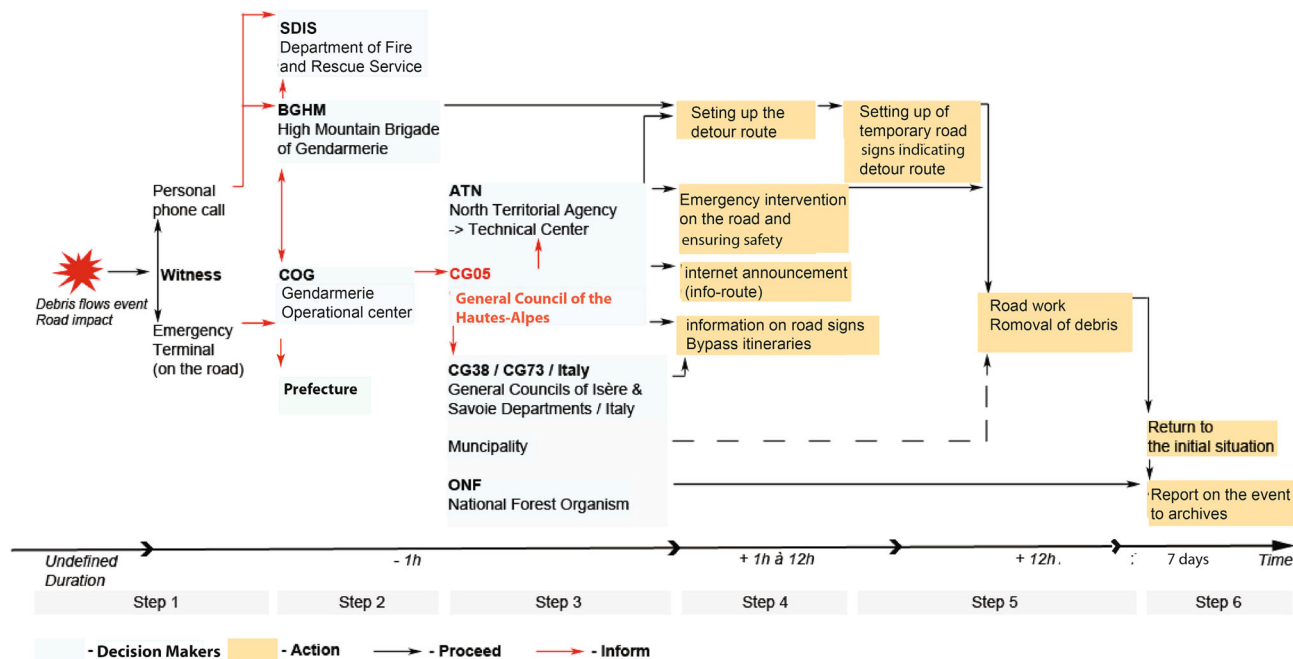 SDIS
Department of Fire
and Rescue Service
BGHM
High Mountain Brigade
of Gendarmerie
Seting up the
detour route
Setting up of
temporary road
signs indicating
detour route
Personal
phone call
ATN
North Territorial Agency
-> Technical Center
Emergency intervention
on the road and
ensuring safety
Witness
COG
Gendarmerie
Operational center
CG05
General Council of the
Hautes-Alpes
internet announcement
(info-route)
Debris flows event
Road impact
Emergency
Terminal
(on the road)
information on road signs
Bypass itineraries
Road work
Romoval of debris
Prefecture
CG38 / CG73 / Italy
General Councils of Isère &
Savoie Departments / Italy
Muncipality
Return to
the initial situation
ONF
National Forest Organism
Report on the event
to archives
Undefined
Duration
- 1h
+ 1h à 12h
+ 12h.
:
7 days
Time
Step 1
Step 2
Step 3
Step 4
Step 5
Step 6
- Decision Makers
- Action
- Proceed
- Inform